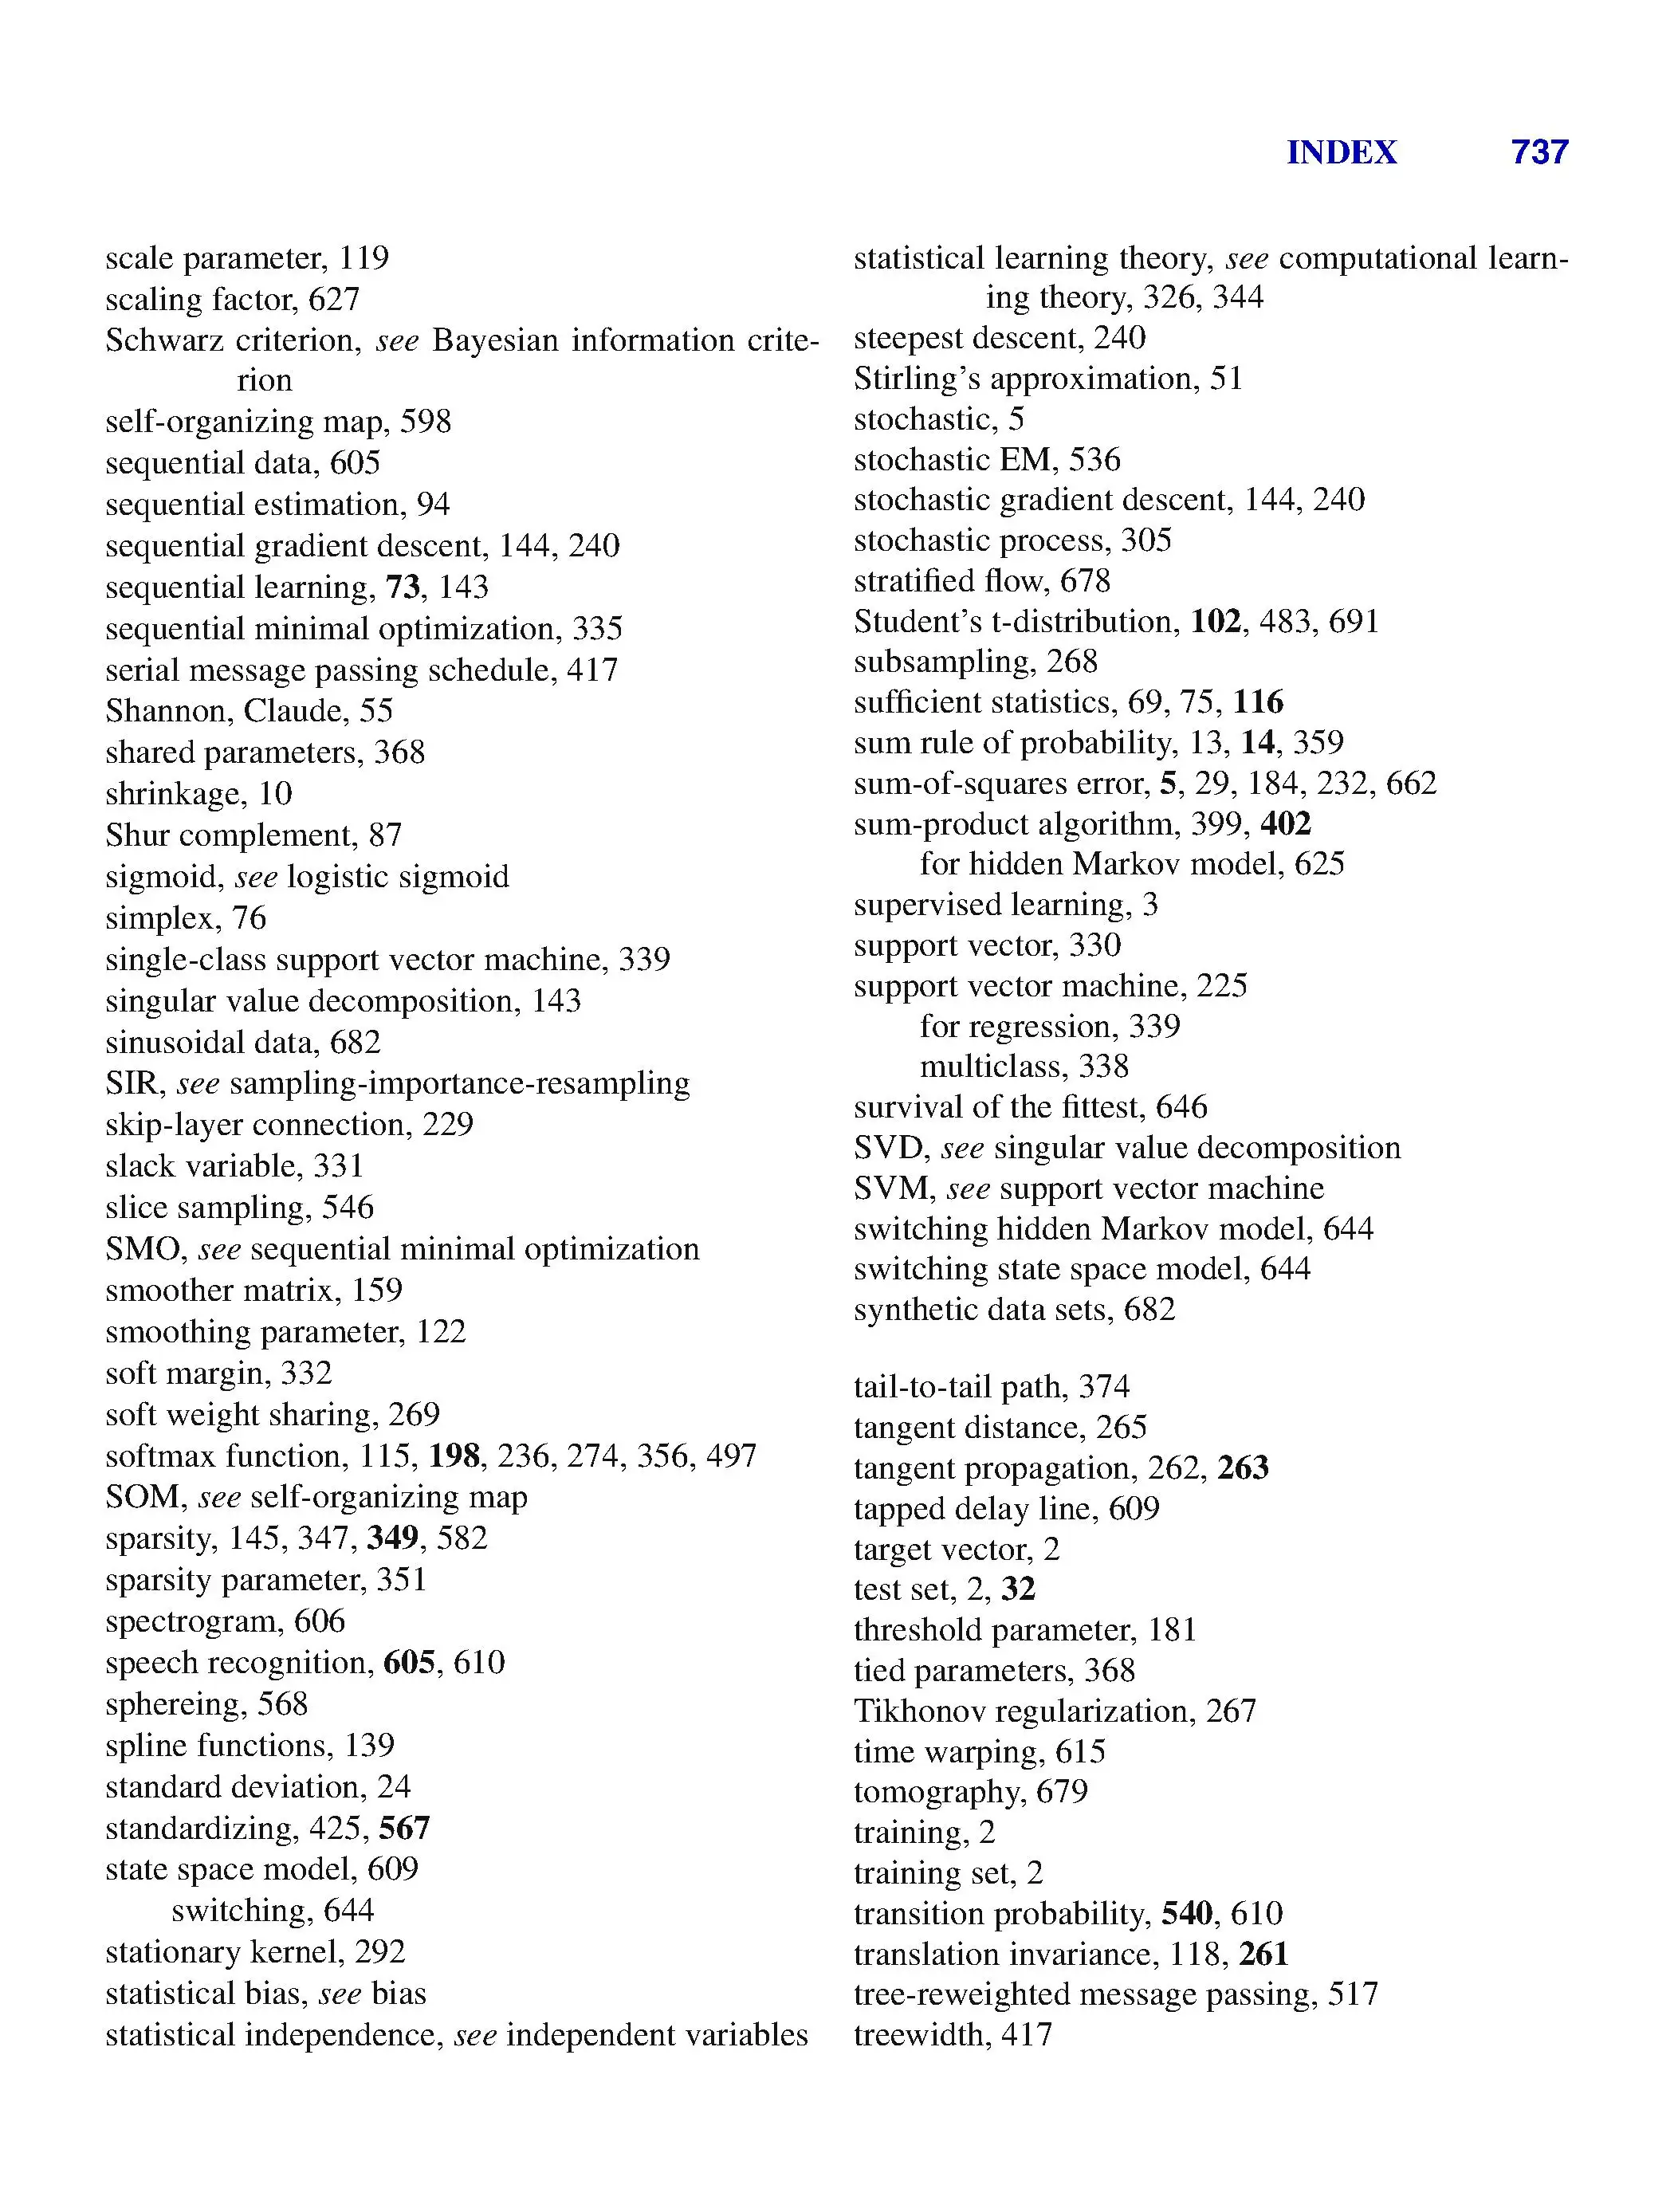 INDEX 737
scale parameter, 119
scaling factor, 627
Schwarz criterion, see Bayesian information crite-
rion
self-organizing map, 598
sequential data, 605
sequential estimation, 94
sequential gradient descent, 144, 240
sequential learning, 73, 143
sequential minimal optimization, 335
serial message passing schedule, 417
Shannon, Claude, 55
shared parameters, 368
shrinkage, 10
Shur complement, 87
sigmoid, see logistic sigmoid
simplex, 76
single-class support vector machine, 339
singular value decomposition, 143
sinusoidal data, 682
SIR, see sampling-importance-resampling
skip-layer connection, 229
slack variable, 331
slice sampling, 546
SMO, see sequential minimal optimization
smoother matrix, 159
smoothing parameter, 122
soft margin, 332
soft weight sharing, 269
softmax function, 115, 198, 236, 274, 356, 497
SOM, see self-organizing map
sparsity, 145, 347, 349, 582
sparsity parameter, 351
spectrogram, 606
speech recognition, 605, 610
sphereing, 568
spline functions, 139
standard deviation, 24
standardizing, 425, 567
state space model, 609
switching, 644
stationary kernel, 292
statistical bias, see bias
statistical independence, see independent variables
statistical learning theory, see computational learn-
ing theory, 326, 344
steepest descent, 240
Stirling's approximation, 51
stochastic, 5
stochastic EM, 536
stochastic gradient descent, 144, 240
stochastic process, 305
stratified flow, 678
Student's t-distribution, 102, 483, 691
subsampling, 268
sufficient statistics, 69, 75, 116
sum rule of probability, 13, 14, 359
sum-of-squares error, 5, 29, 184, 232, 662
sum-product algorithm, 399, 402
for hidden Markov model, 625
supervised learning, 3
support vector, 330
support vector machine, 225
for regression, 339
multiclass, 338
survival of the fittest, 646
SVD, see singular value decomposition
SVM, see support vector machine
switching hidden Markov model, 644
switching state space model, 644
synthetic data sets, 682
tail-to-tail path, 374
tangent distance, 265
tangent propagation, 262, 263
tapped delay line, 609
target vector, 2
test set, 2, 32
threshold parameter, 181
tied parameters, 368
Tikhonov regularization, 267
time warping, 615
tomography, 679
training, 2
training set, 2
transition probability, 540, 610
translation invariance, 118, 261
tree-reweighted message passing, 517
treewidth, 417